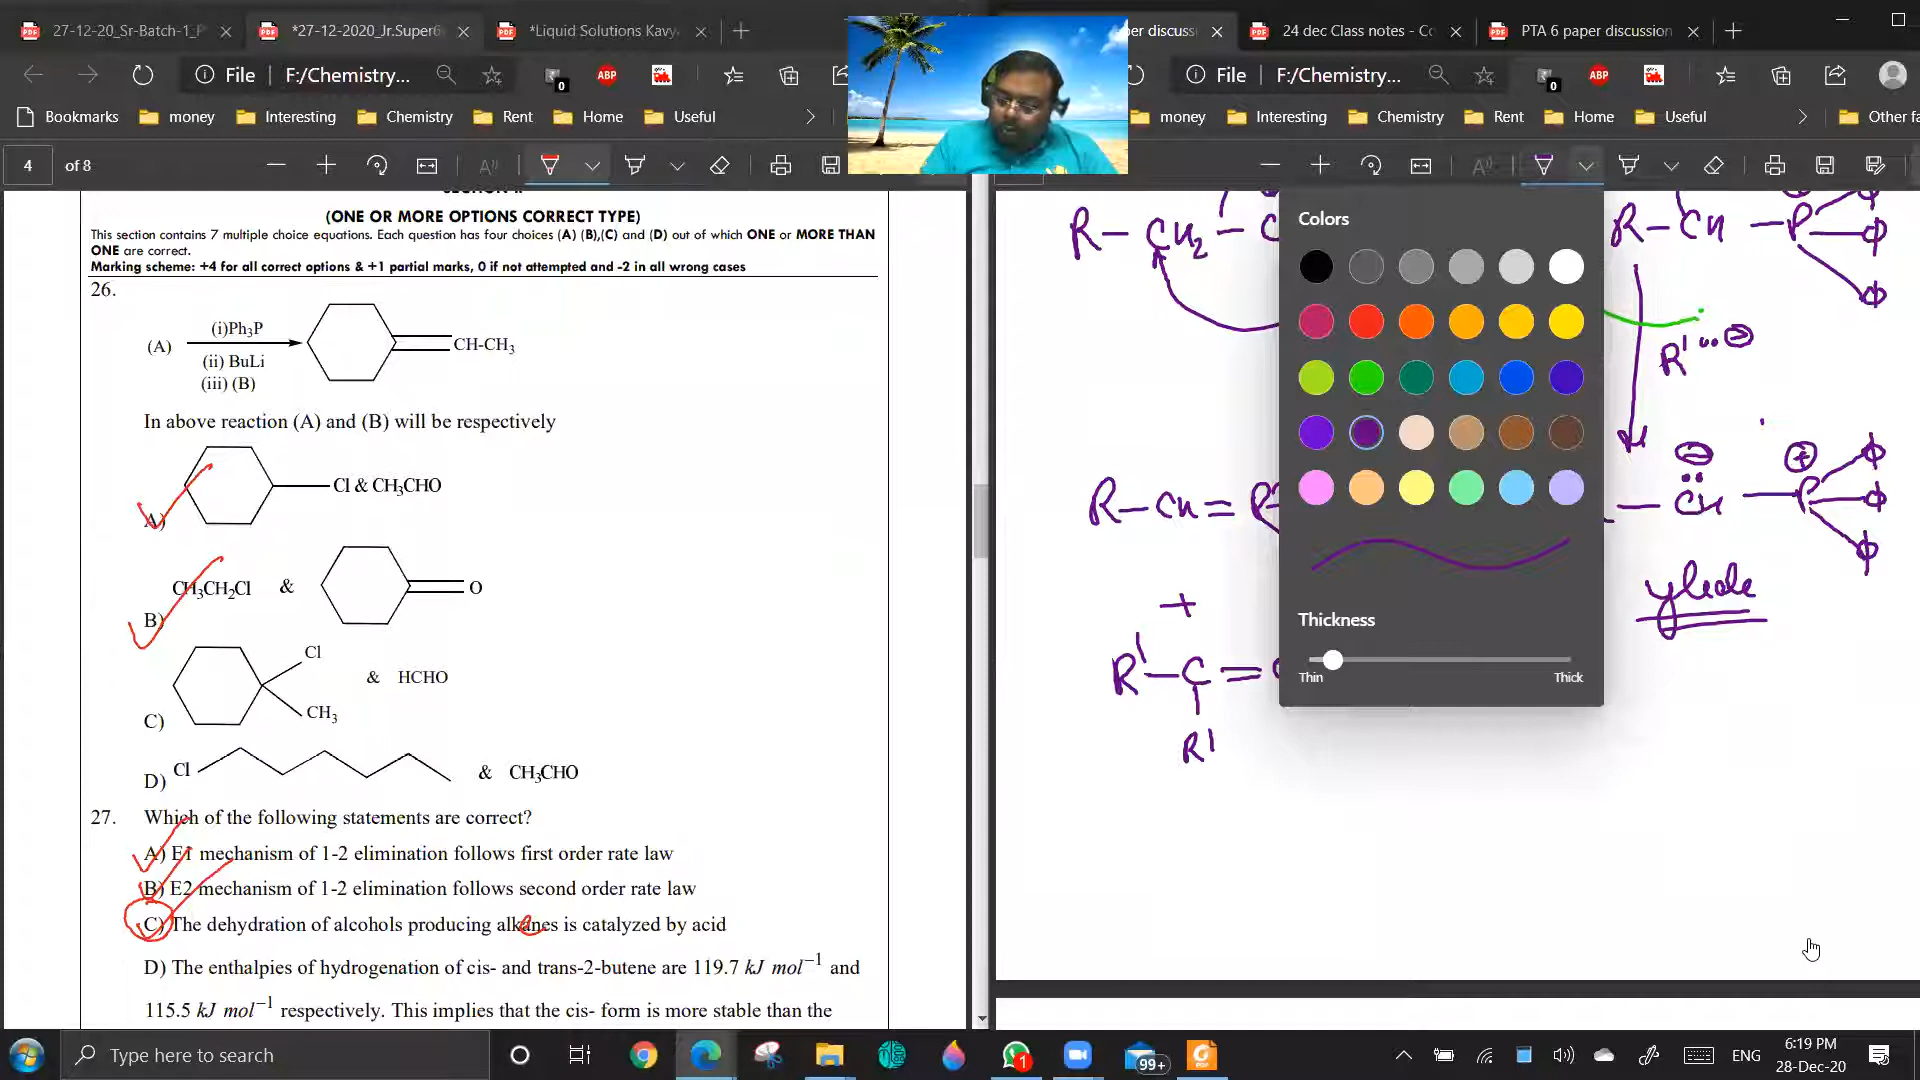 27-12-20_Sr-Batch-1_P
*27-12-2020_Jr.Super6
*Liquid Solutions Kavy
per discuss
24 dec Class notes - Co
PTA 6 paper discussion
File
F:/Chemistry...
0
ABP
File
F:/Chemistry...
0
ABP
Bookmarks
money
Interesting
Chemistry
Rent
Home
Useful
money
Interesting
Chemistry
Rent
Home
Useful
Other fa
4 of 8
(ONE OR MORE OPTIONS CORRECT TYPE)
This section contains 7 multiple choice equations. Each question has four choices (A) (B),(C) and (D) out of which ONE or MORE THAN
ONE are correct.
Marking scheme: +4 for all correct options & +1 partial marks, 0 if not attempted and -2 in all wrong cases
26.
(A) (i)Ph₃P
(ii) BuLi
(iii) (B)
CH-CH₃
In above reaction (A) and (B) will be respectively
A) Cl & CH₃CHO
B) CH₃CH₂Cl & O
C) Cl
CH₃ & HCHO
D) Cl & CH₃CHO
27. Which of the following statements are correct?
A) E1 mechanism of 1-2 elimination follows first order rate law
B) E2 mechanism of 1-2 elimination follows second order rate law
C) The dehydration of alcohols producing alkanes is catalyzed by acid
e
D) The enthalpies of hydrogenation of cis- and trans-2-butene are 119.7 kJ mol⁻¹ and
115.5 kJ mol⁻¹ respectively. This implies that the cis- form is more stable than the
R-CH₂-C
R-CH-P
ϕ
ϕ
R' ⊖
Colors
Thickness
Thin
Thick
R-CH=P
⊖ ⊕
-CH-P
ϕ
ϕ
ϕ
ylide
+
R'-C=
R'
Type here to search
1
99+
ENG
6:19 PM
28-Dec-20